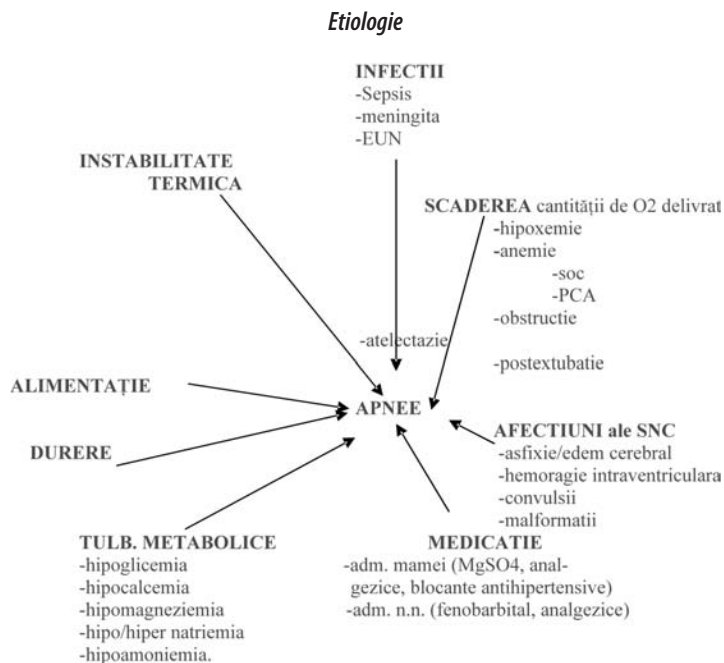 Etiologie
INFECTII
-Sepsis
-meningita
-EUN
INSTABILITATE
TERMICA
SCADEREA cantității de O2 delivrat
-hipoxemie
-anemie
-soc
-PCA
-obstructie
-atelectazie
-postextubatie
ALIMENTAȚIE
APNEE
DURERE
AFECTIUNI ale SNC
-asfixie/edem cerebral
-hemoragie intraventriculara
-convulsii
-malformatii
TULB. METABOLICE
-hipoglicemia
-hipocalcemia
-hipomagneziemia
-hipo/hiper natriemia
-hipoamoniemia.
MEDICATIE
-adm. mamei (MgSO4, anal-
gezice, blocante antihipertensive)
-adm. n.n. (fenobarbital, analgezice)